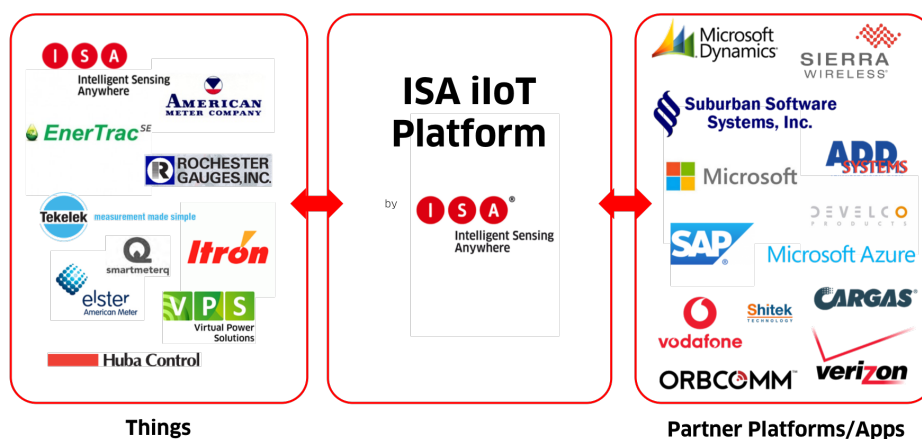 ISA
Intelligent Sensing
Anywhere
AMERICAN
METER COMPANY
EnerTrac SE
R ROCHESTER
GAUGES, INC.
Tekelek measurement made simple
Q
smartmeterq
Itrón
elster
American Meter
VPS
Virtual Power
Solutions
Huba Control
Things
ISA iIoT
Platform
by ISA®
Intelligent Sensing
Anywhere
Microsoft
Dynamics
SIERRA
WIRELESS
Suburban Software
Systems, Inc.
ADD
SYSTEMS
Microsoft
DEVELCO
PRODUCTS
SAP®
Microsoft Azure
vodafone
Shitek
TECHNOLOGY
CARGAS
ORBCOMM
verizon
Partner Platforms/Apps